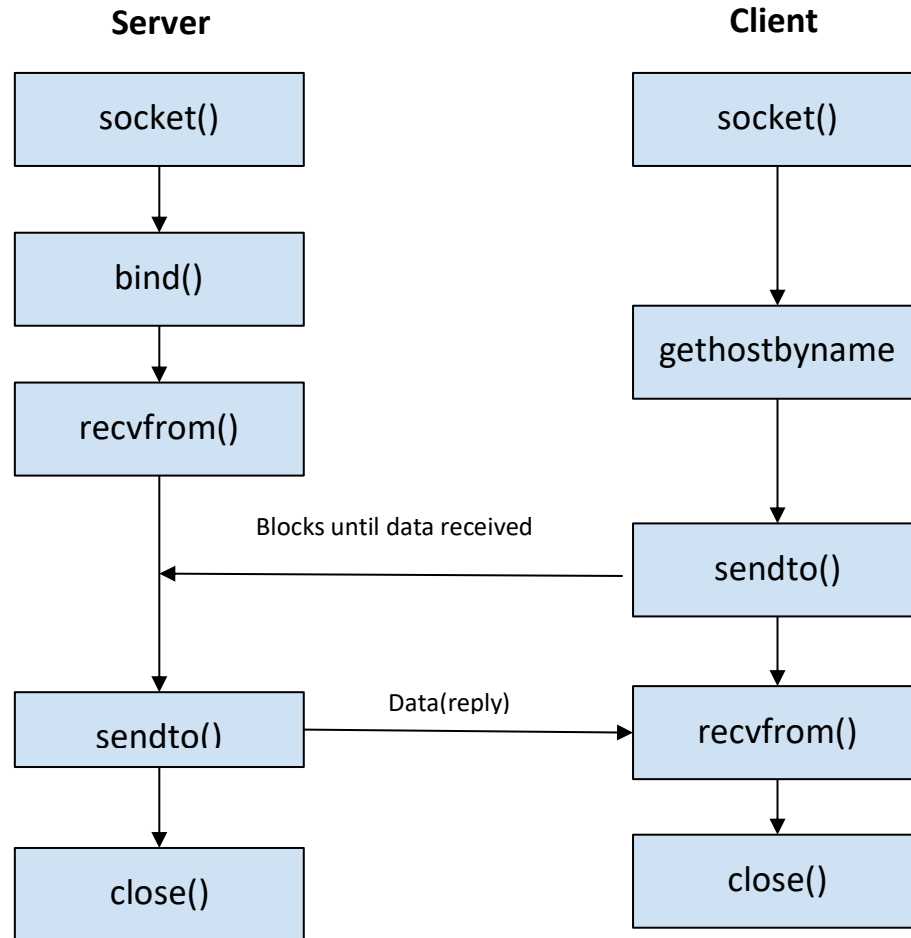 Server
Client
socket()
socket()
bind()
gethostbyname
recvfrom()
Blocks until data received
sendto()
Data(reply)
sendto()
recvfrom()
close()
close()